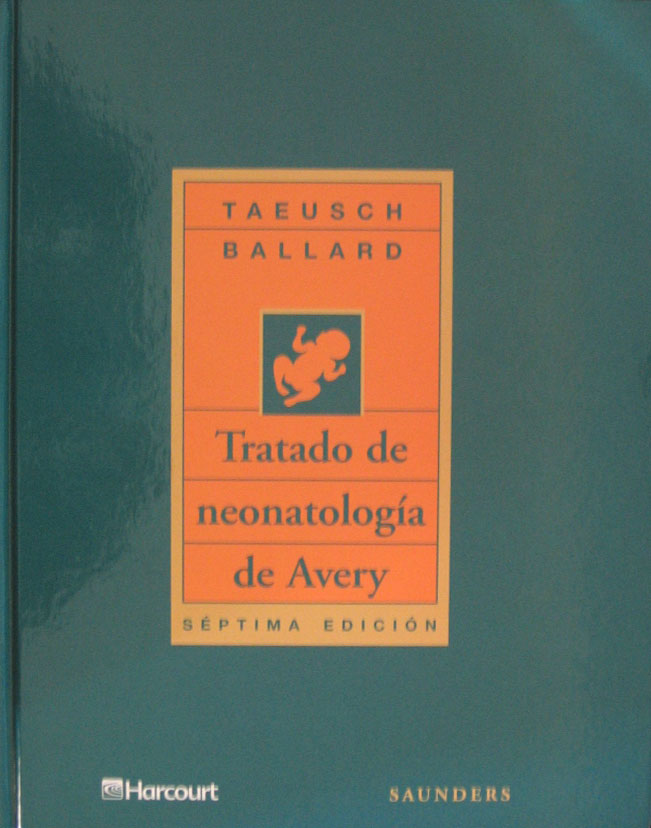 TAEUSCH
BALLARD
Tratado de
neonatología
de Avery
SÉPTIMA EDICIÓN
Harcourt
SAUNDERS